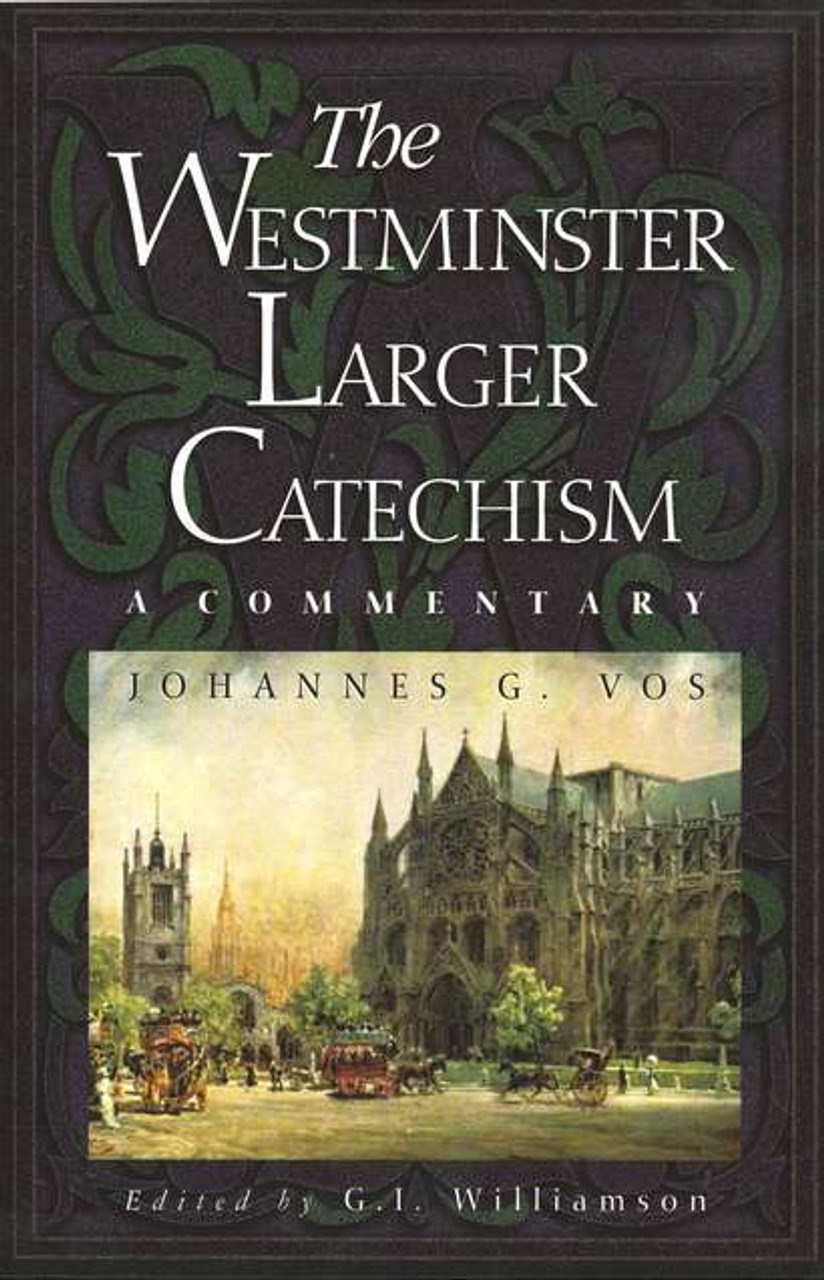 The
WESTMINSTER
LARGER
CATECHISM
A COMMENTARY
JOHANNES G. VOS
Edited by G.I. Williamson